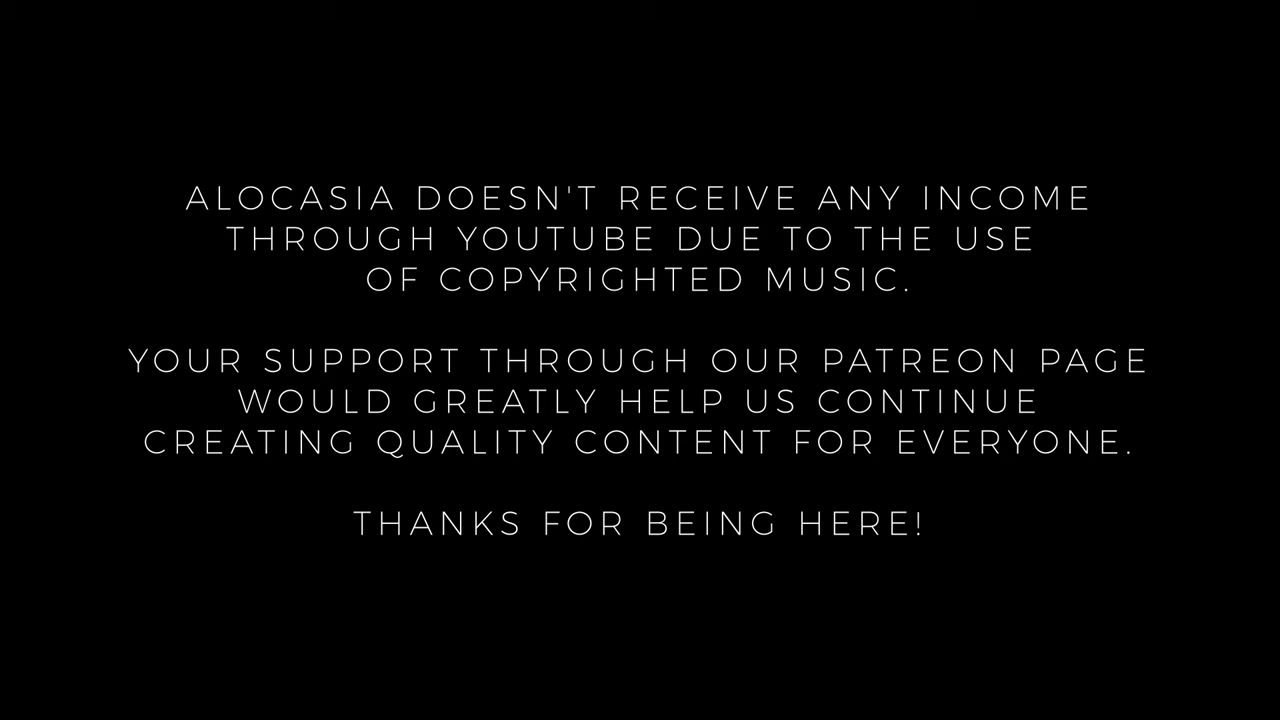 ALOCASIA DOESN'T RECEIVE ANY INCOME
THROUGH YOUTUBE DUE TO THE USE
OF COPYRIGHTED MUSIC.
YOUR SUPPORT THROUGH OUR PATREON PAGE
WOULD GREATLY HELP US CONTINUE
CREATING QUALITY CONTENT FOR EVERYONE.
THANKS FOR BEING HERE!